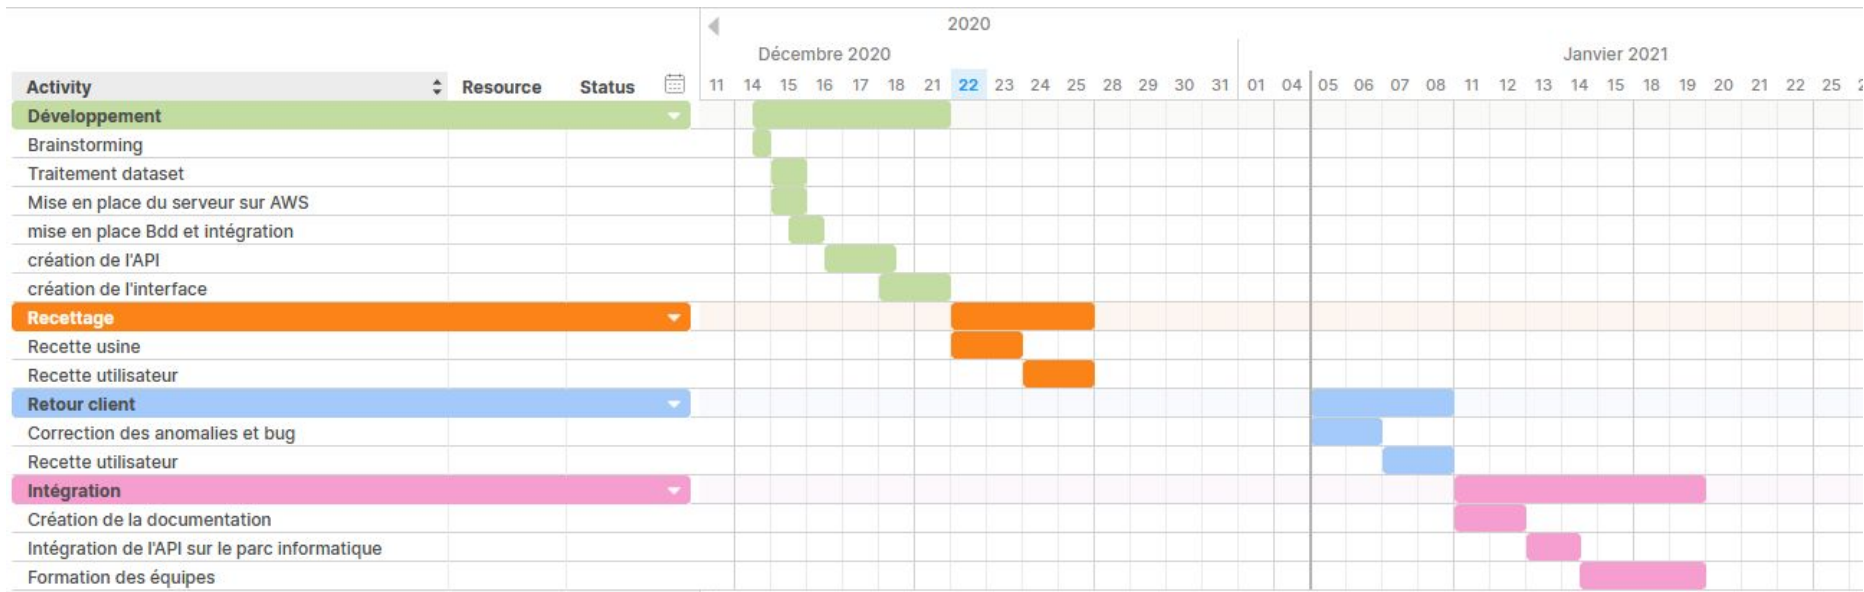 2020
Décembre 2020 Janvier 2021
Activity Resource Status 11 14 15 16 17 18 21 22 23 24 25 28 29 30 31 01 04 05 06 07 08 11 12 13 14 15 18 19 20 21 22 25
Développement
Brainstorming
Traitement dataset
Mise en place du serveur sur AWS
mise en place Bdd et intégration
création de l'API
création de l'interface
Recettage
Recette usine
Recette utilisateur
Retour client
Correction des anomalies et bug
Recette utilisateur
Intégration
Création de la documentation
Intégration de l'API sur le parc informatique
Formation des équipes